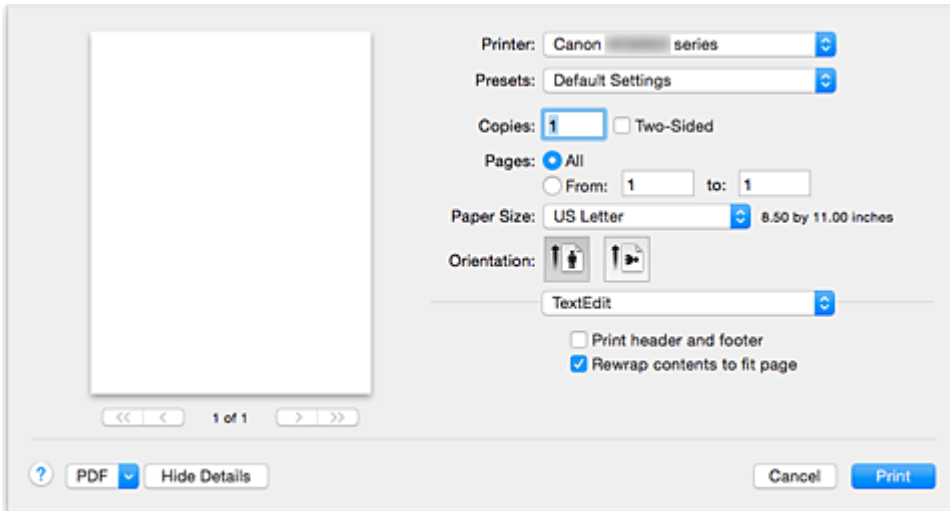 Printer: Canon series
Presets: Default Settings
Copies: 1 Two-Sided
Pages: All
From: 1 to: 1
Paper Size: US Letter 8.50 by 11.00 inches
Orientation:
TextEdit
Print header and footer
Rewrap contents to fit page
<< < 1 of 1 > >>
? PDF Hide Details Cancel Print